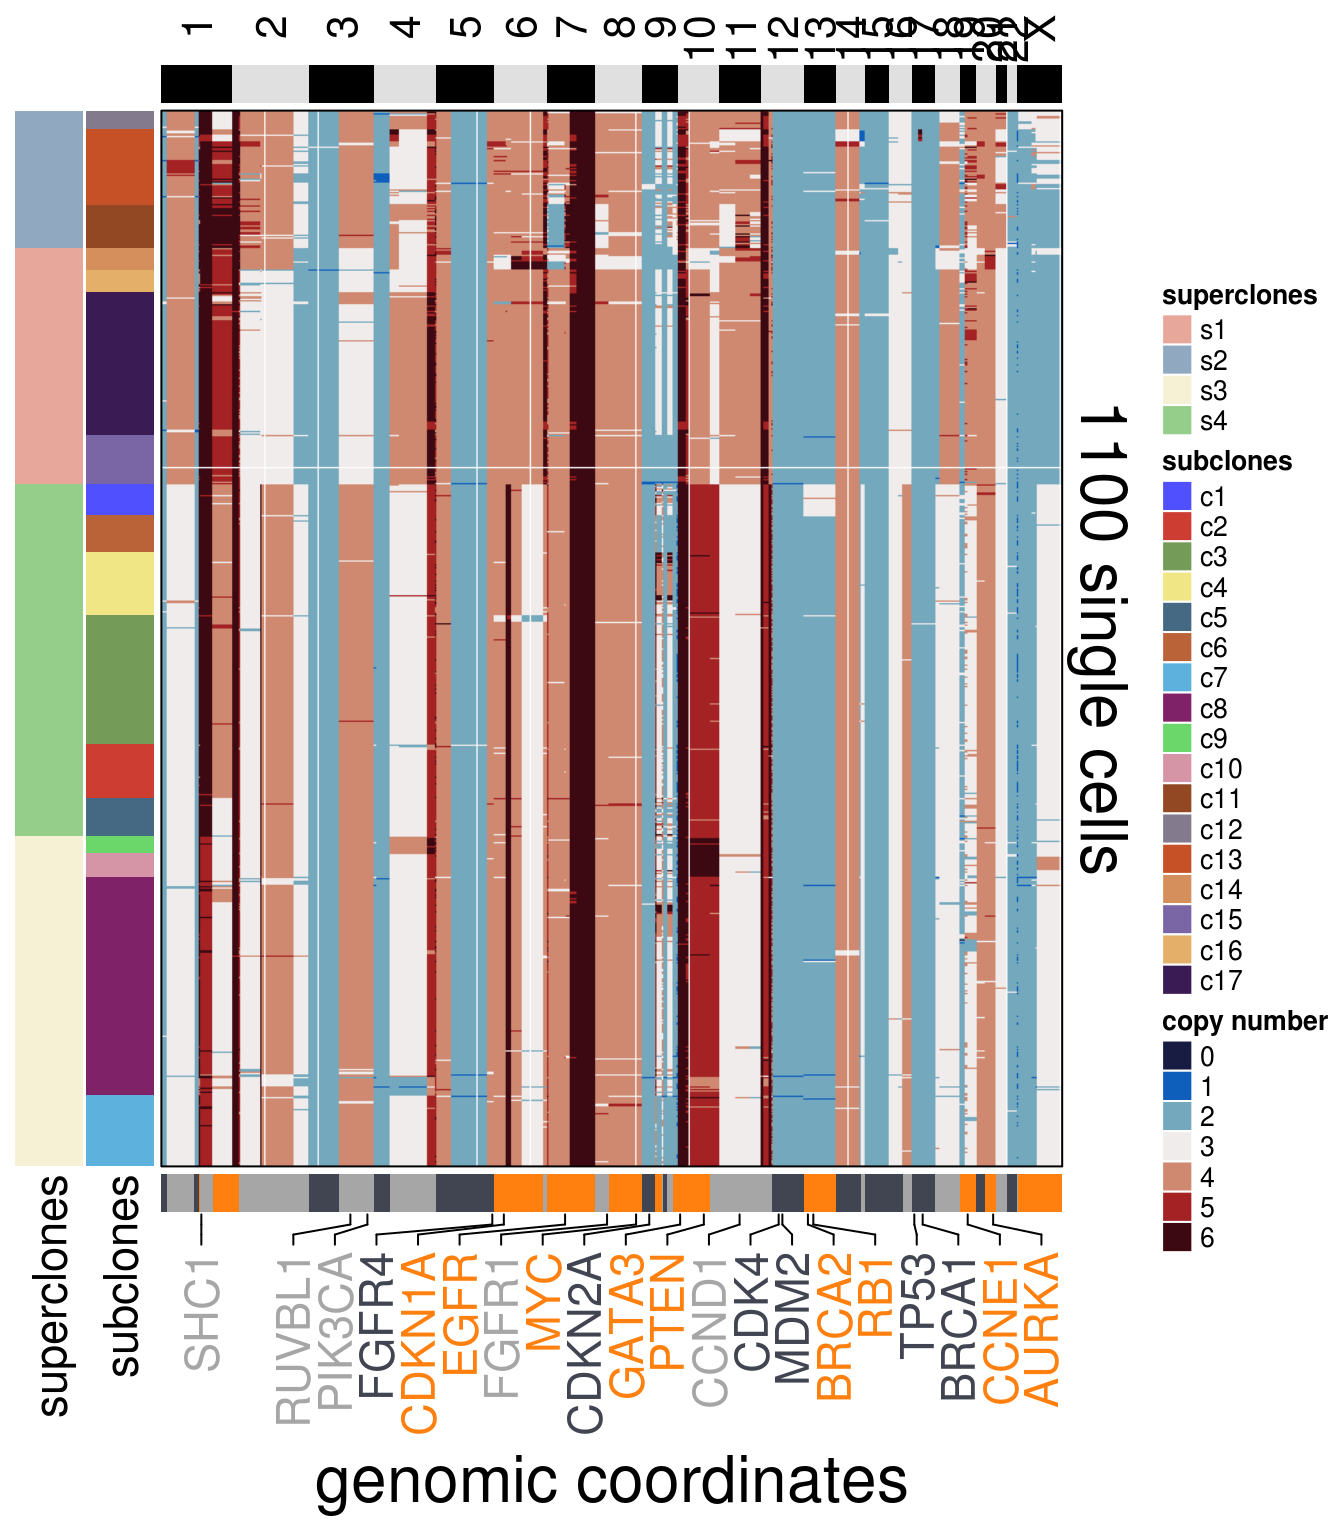 1 2 3 4 5 6 7 8 9 10 11 12 13 14 15 16 17 18 19 20 X
1100 single cells
superclones
s1
s2
s3
s4
subclones
c1
c2
c3
c4
c5
c6
c7
c8
c9
c10
c11
c12
c13
c14
c15
c16
c17
copy number
0
1
2
3
4
5
6
superclones
subclones
SHC1
RUVBL1
PIK3CA
FGFR4
CDKN1A
EGFR
FGFR1
MYC
CDKN2A
GATA3
PTEN
CCND1
CDK4
MDM2
BRCA2
RB1
TP53
BRCA1
CCNE1
AURKA
genomic coordinates